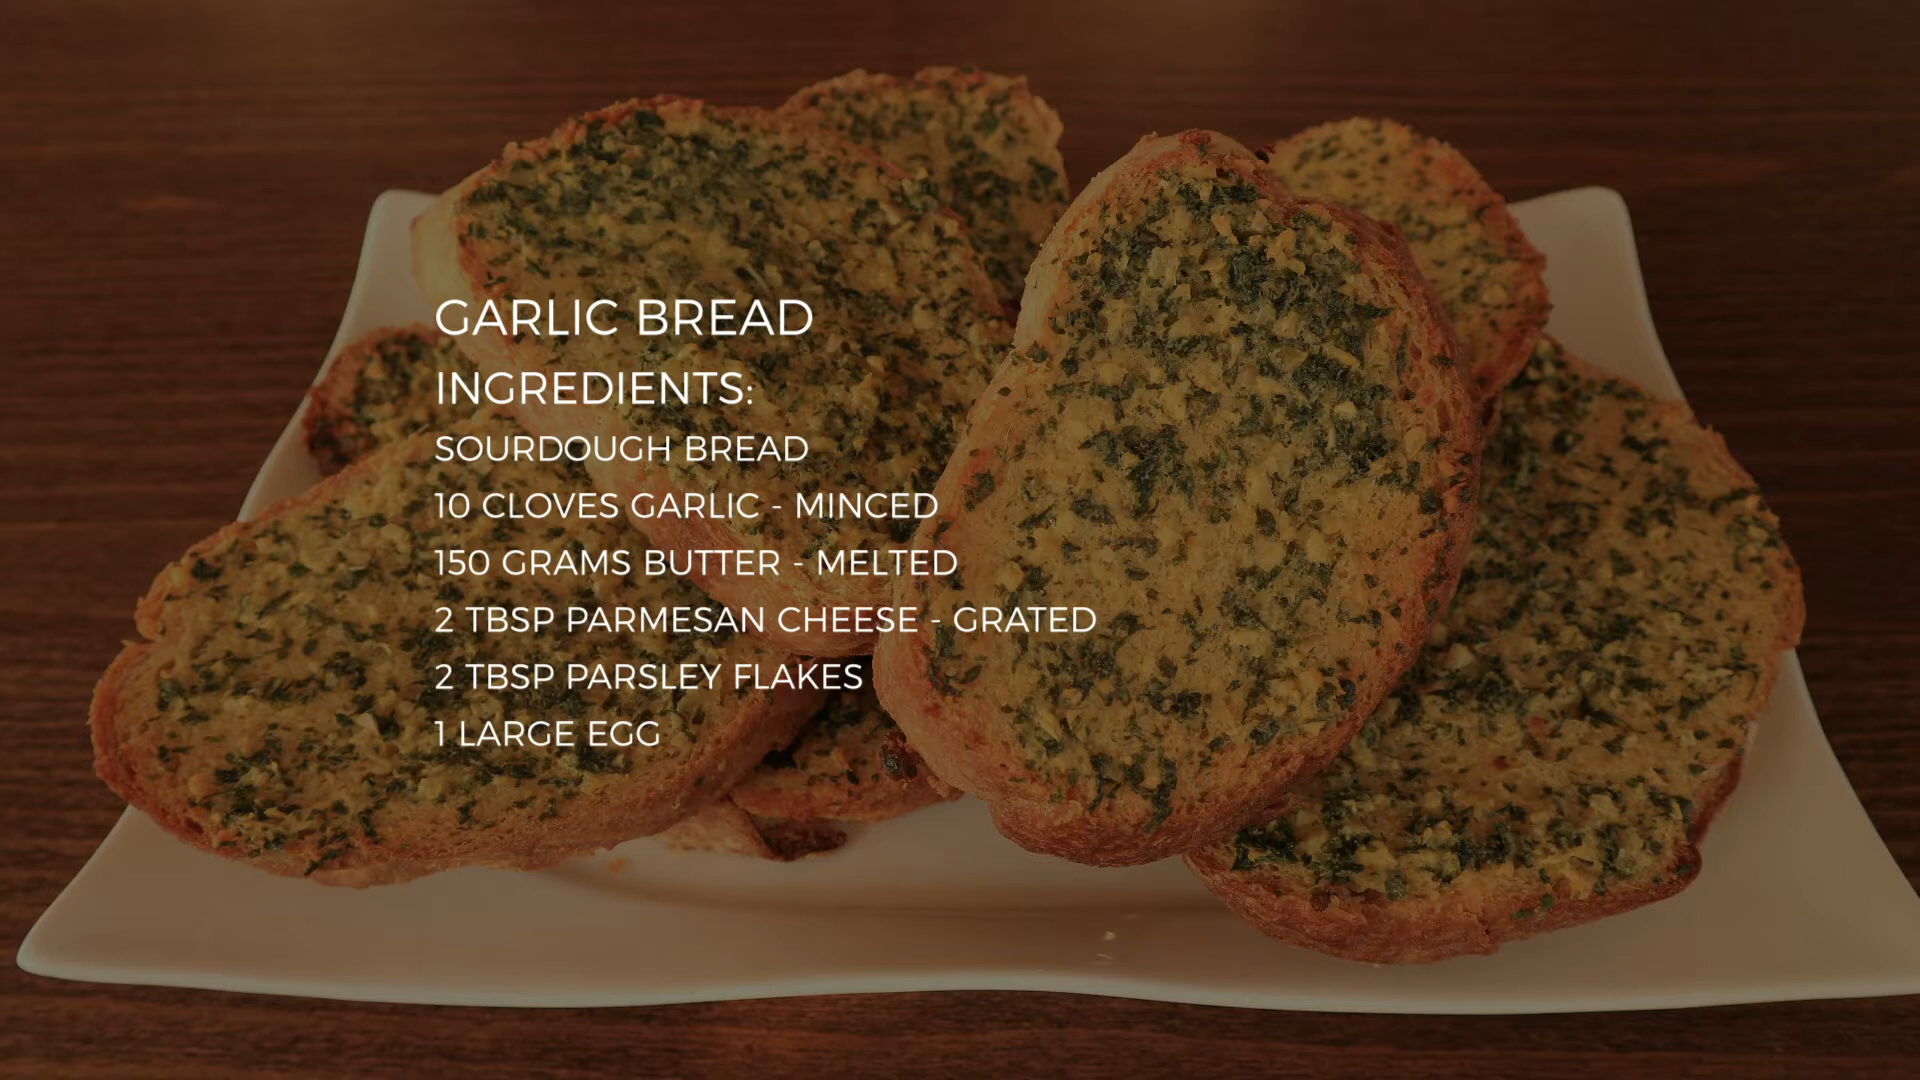 GARLIC BREAD
INGREDIENTS:
SOURDOUGH BREAD
10 CLOVES GARLIC - MINCED
150 GRAMS BUTTER - MELTED
2 TBSP PARMESAN CHEESE - GRATED
2 TBSP PARSLEY FLAKES
1 LARGE EGG